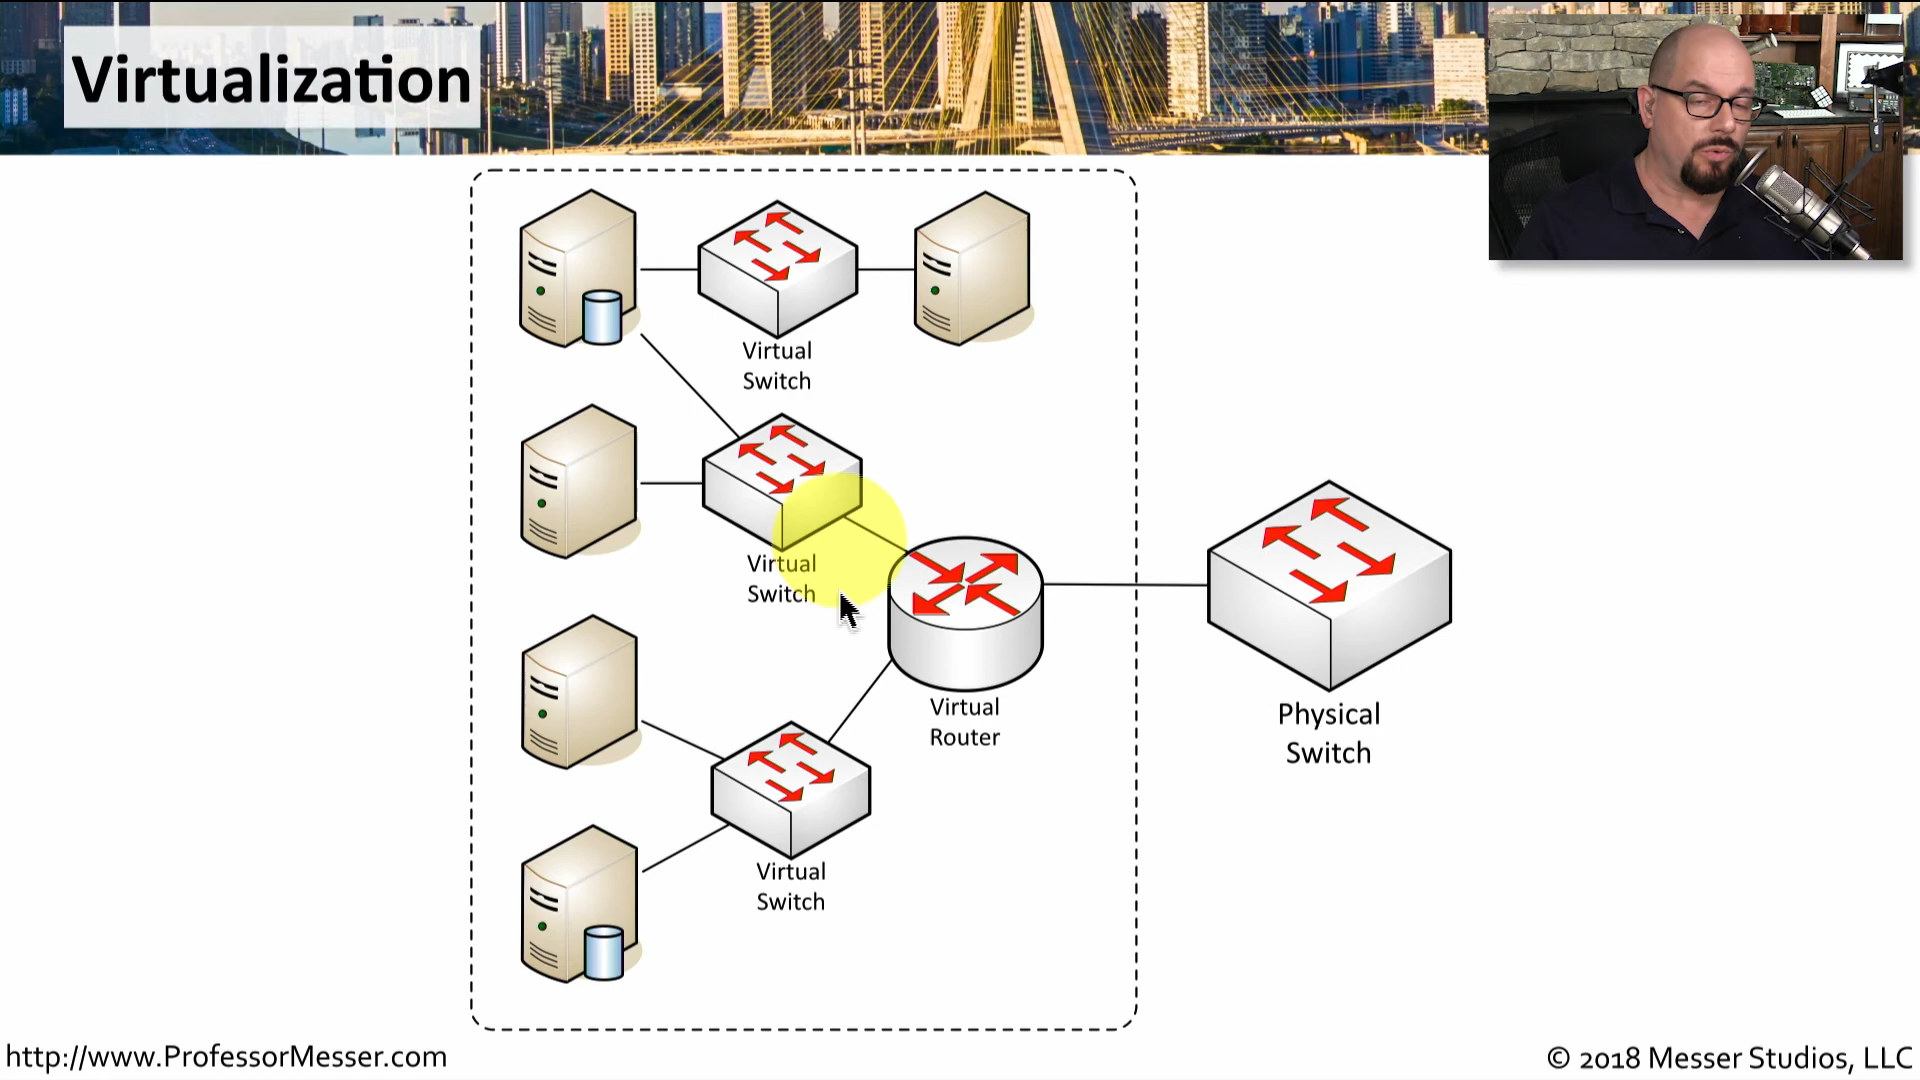 Virtualization
Virtual
Switch
Virtual
Switch
Virtual
Router
Physical
Switch
Virtual
Switch
http://www.ProfessorMesser.com
© 2018 Messer Studios, LLC